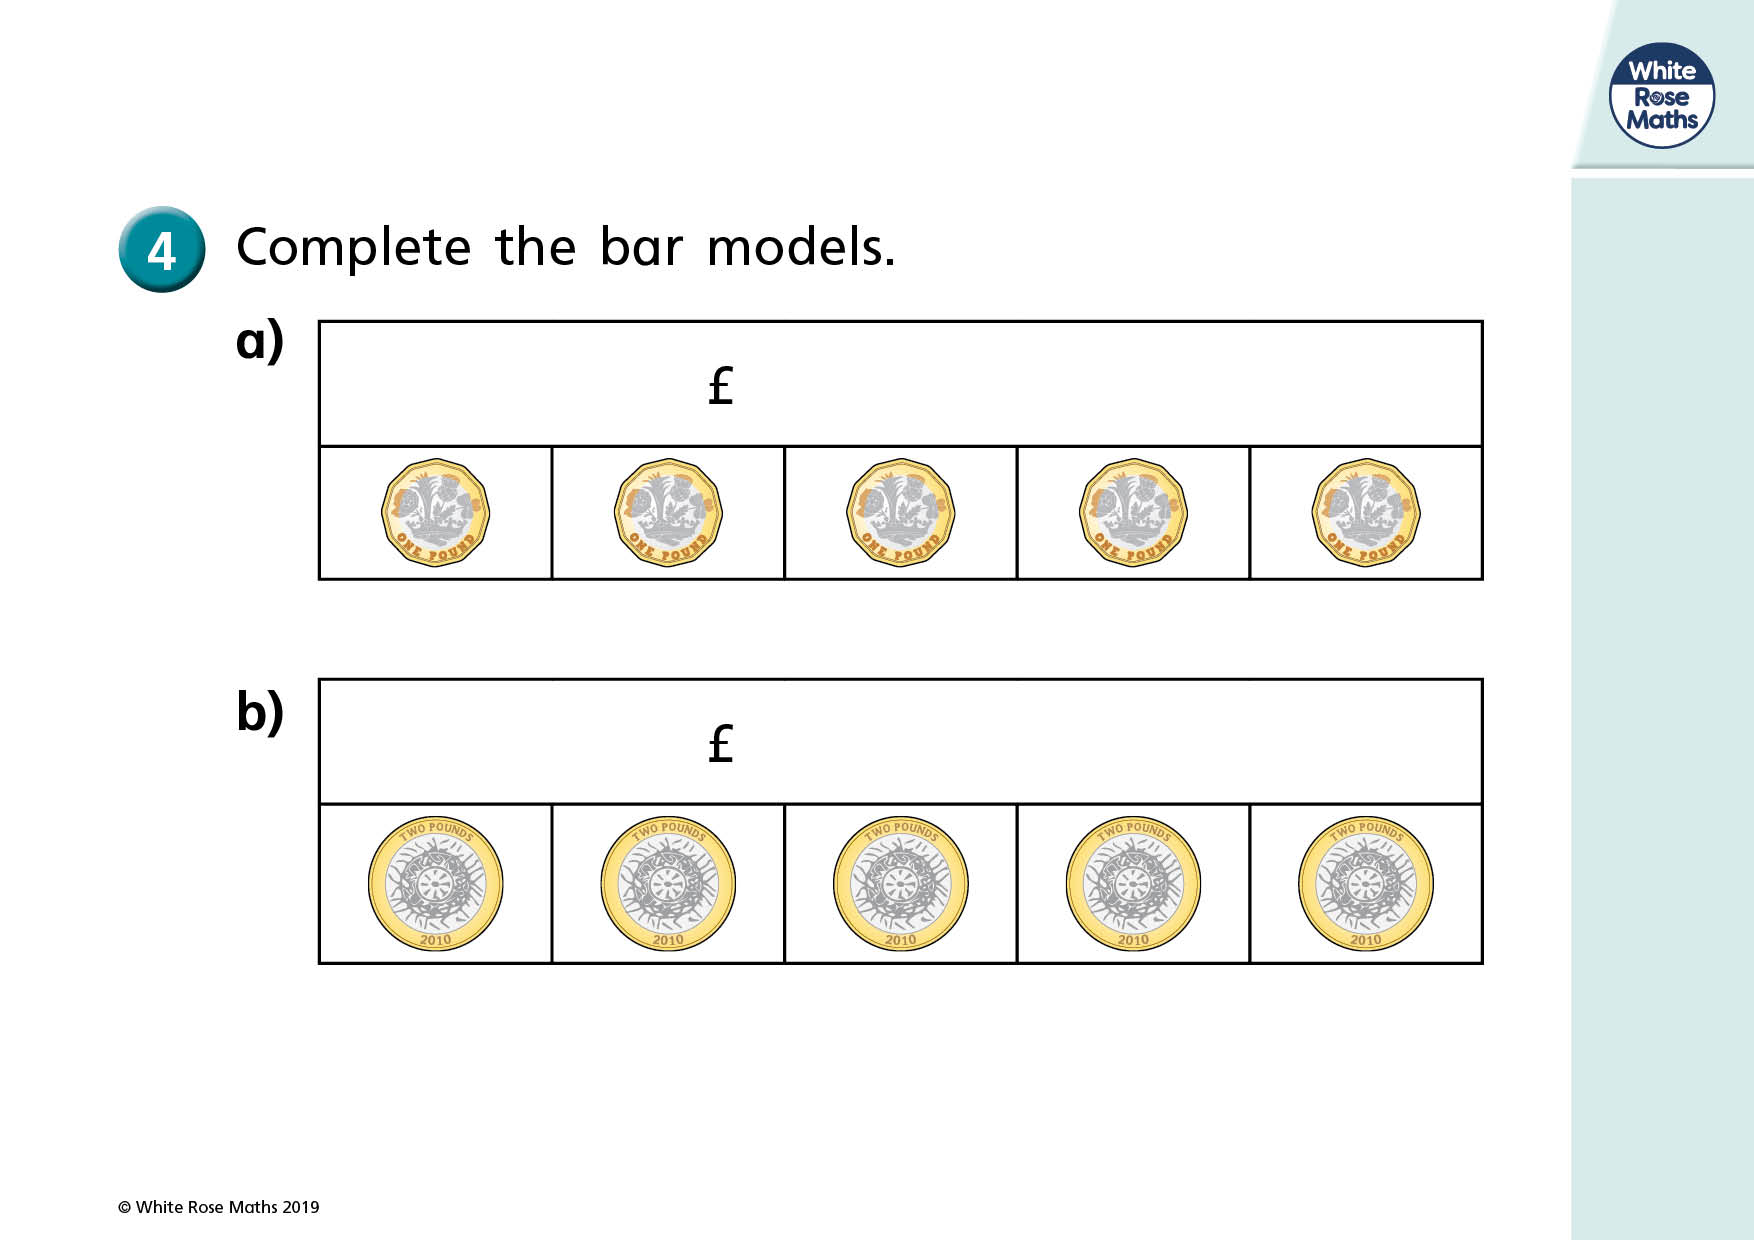 White
Rose
Maths
4 Complete the bar models.
a)
£
ONE POUND ONE POUND ONE POUND ONE POUND ONE POUND
b)
£
TWO POUNDS TWO POUNDS TWO POUNDS TWO POUNDS TWO POUNDS
2010 2010 2010 2010 2010
© White Rose Maths 2019